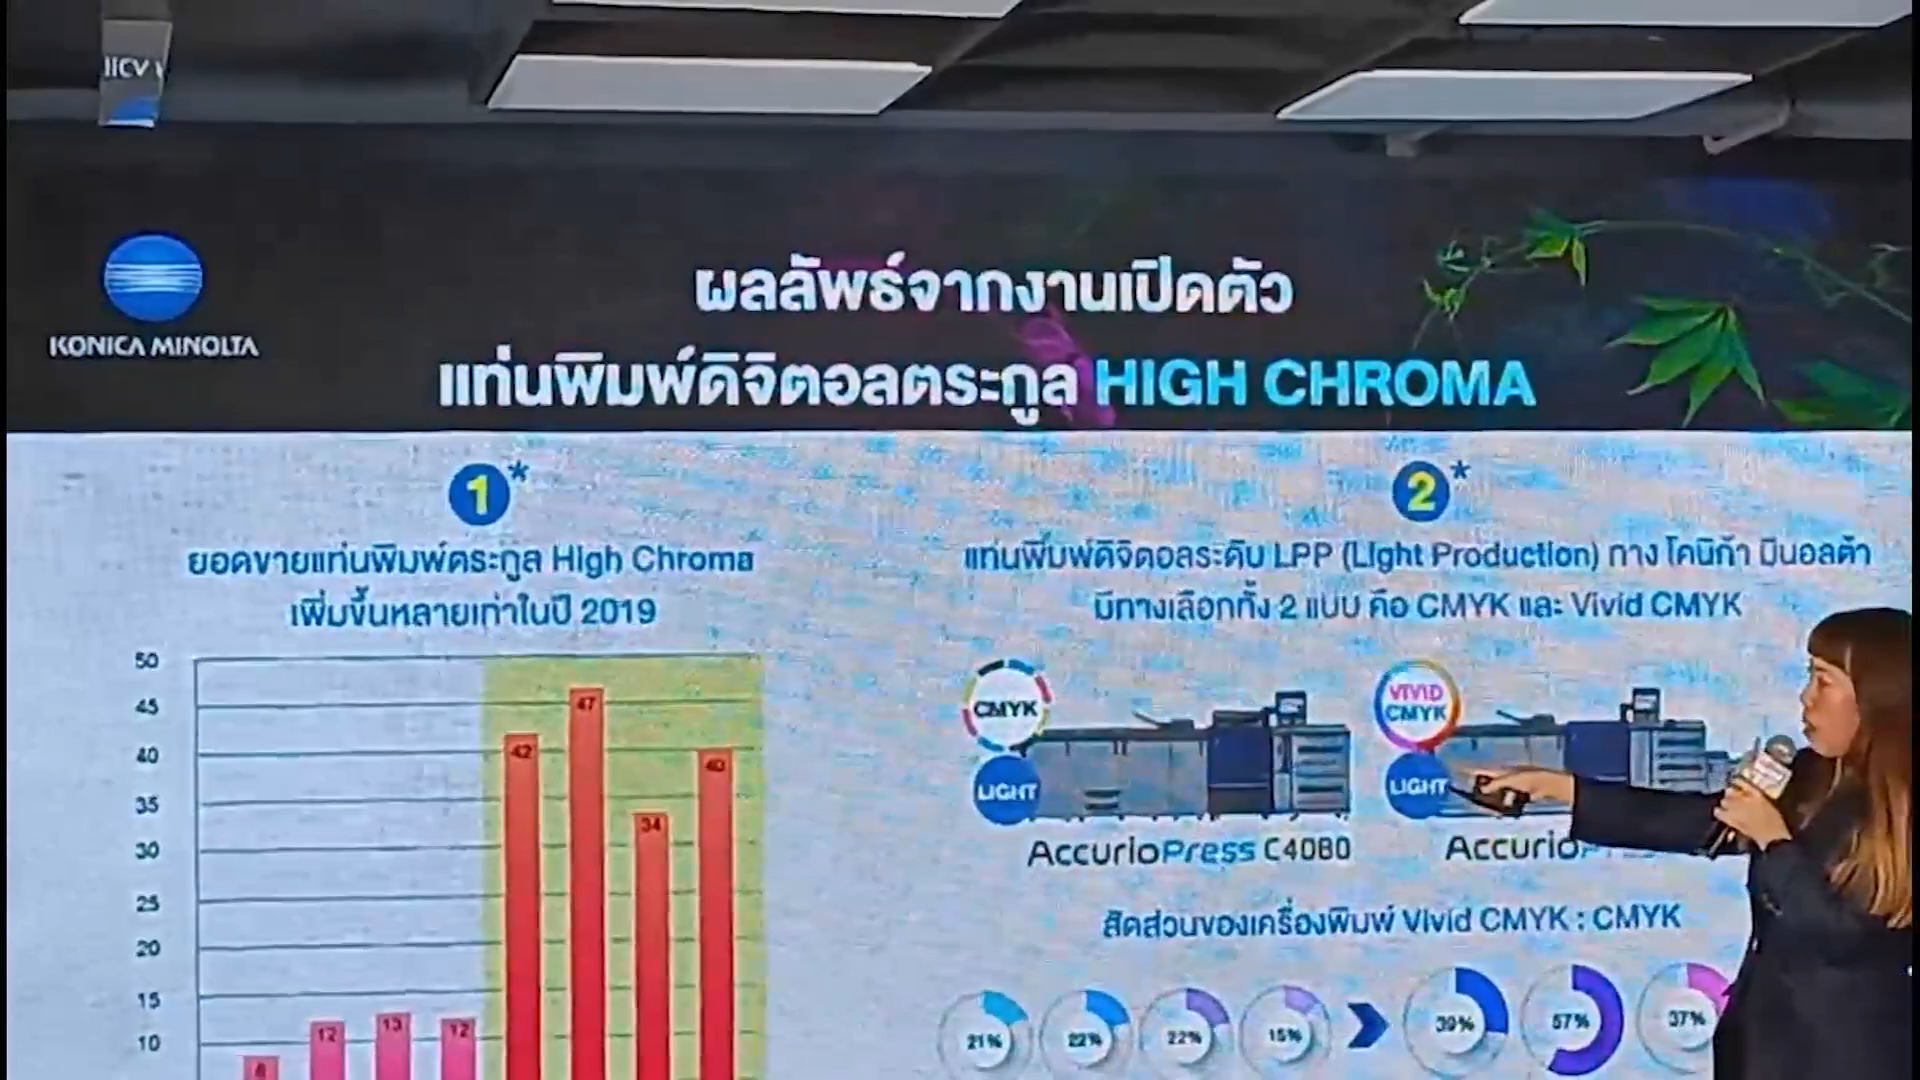 KONICA MINOLTA
ผลลัพธ์จากงานเปิดตัว
แท่นพิมพ์ดิจิตอลตระกูล HIGH CHROMA
1*
ยอดขายแท่นพิมพ์ตระกูล High Chroma
เพิ่มขึ้นหลายเท่าในปี 2019
50
45
40
35
30
25
20
15
10
12
13
12
42
47
34
40
2*
แท่นพิมพ์ดิจิตอลระดับ LPP (Light Production) ทาง โคนิก้า มินอลต้า
มีทางเลือกทั้ง 2 แบบ คือ CMYK และ Vivid CMYK
CMYK
LIGHT
AccurioPress C4080
VIVID
CMYK
LIGHT
Accurio
สัดส่วนของเครื่องพิมพ์ Vivid CMYK : CMYK
21%
22%
22%
15%
39%
57%
37%